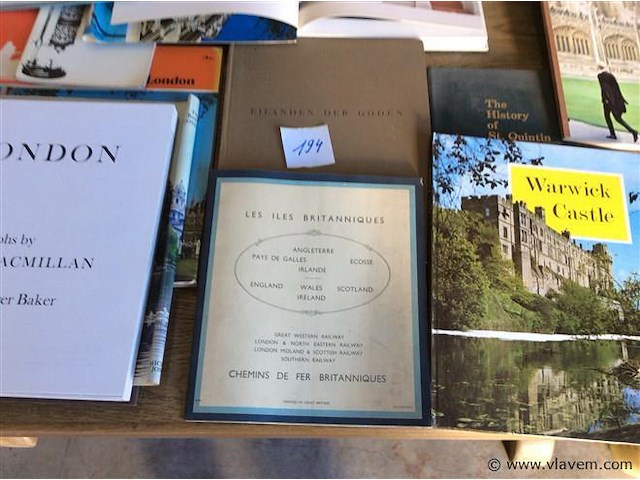 London
LONDON
phs by
ACMILLAN
er Baker
EILANDEN DER GODEN
194
LES ILES BRITANNIQUES
ANGLETERRE
PAYS DE GALLES ECOSSE
IRLANDE
ENGLAND WALES SCOTLAND
IRELAND
GREAT WESTERN RAILWAY
LONDON & NORTH EASTERN RAILWAY
LONDON MIDLAND & SCOTTISH RAILWAY
SOUTHERN RAILWAY
CHEMINS DE FER BRITANNIQUES
The
History
of
St. Quintin
Warwick
Castle
© www.vlavem.com